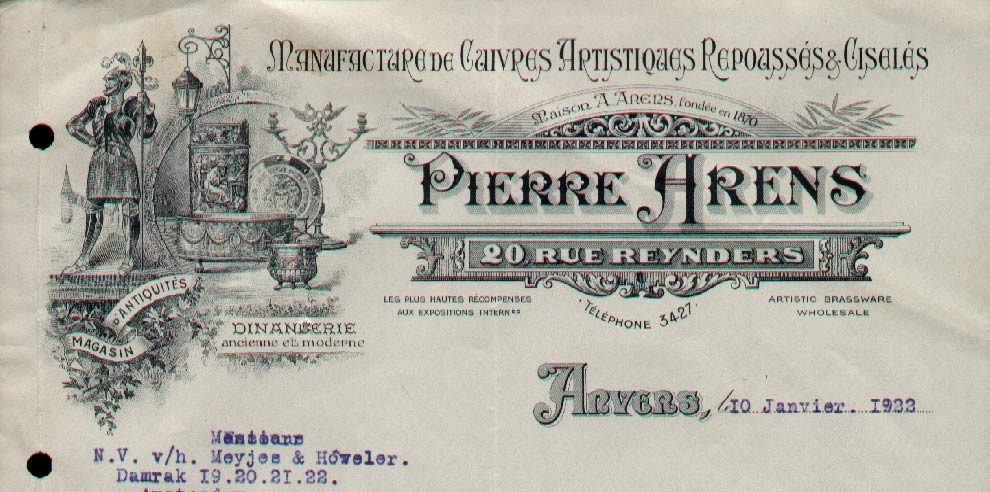 Manufacture de Cuivres Artistiques Repoussés & Ciselés
Maison A. Arens, fondée en 1870
Pierre Arens
20, Rue Reynders
Les plus hautes récompenses
aux expositions intern.les
Téléphone 3427
Artistic Brassware
Wholesale
Magasin
d'Antiquités
Dinanderie
ancienne et moderne
Anvers, le 10 Janvier. 1922
N.V. v/h. Meyjes & Höweler.
Damrak 19.20.21.22.
Amsterdam